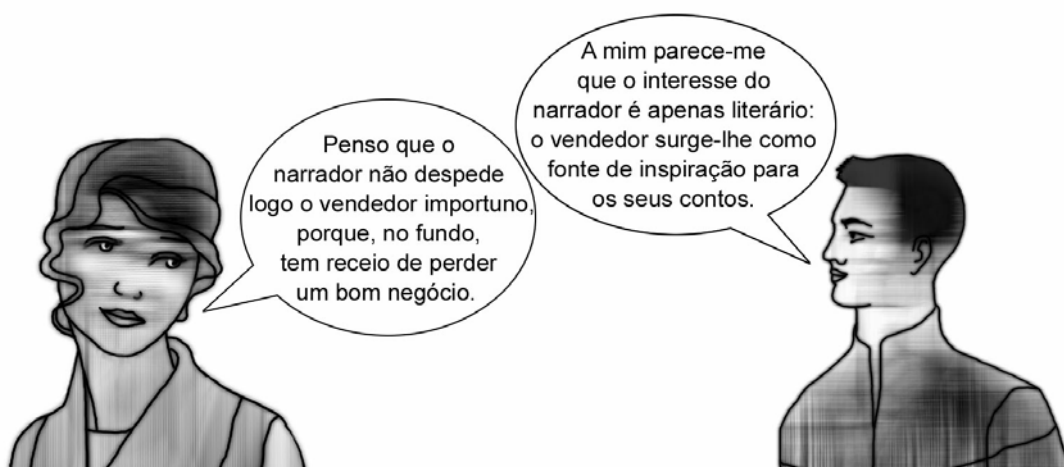 Penso que o
narrador não despede
logo o vendedor importuno,
porque, no fundo,
tem receio de perder
um bom negócio.
A mim parece-me
que o interesse do
narrador é apenas literário:
o vendedor surge-lhe como
fonte de inspiração para
os seus contos.